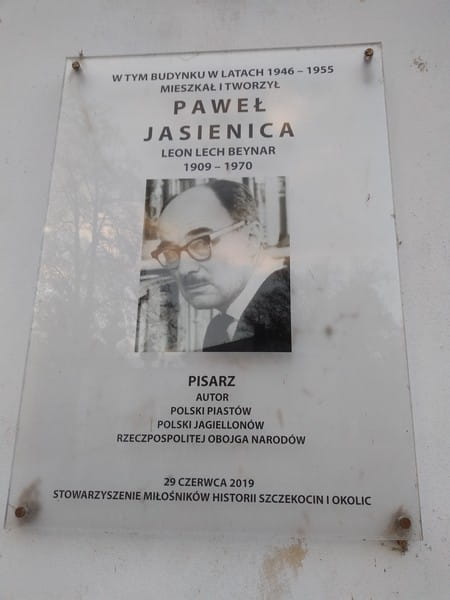 W TYM BUDYNKU W LATACH 1946 – 1955
MIESZKAŁ I TWORZYŁ
PAWEŁ
JASIENICA
LEON LECH BEYNAR
1909 – 1970
PISARZ
AUTOR
POLSKI PIASTÓW
POLSKI JAGIELLONÓW
RZECZPOSPOLITEJ OBOJGA NARODÓW
29 CZERWCA 2019
STOWARZYSZENIE MIŁOŚNIKÓW HISTORII SZCZEKOCIN I OKOLIC